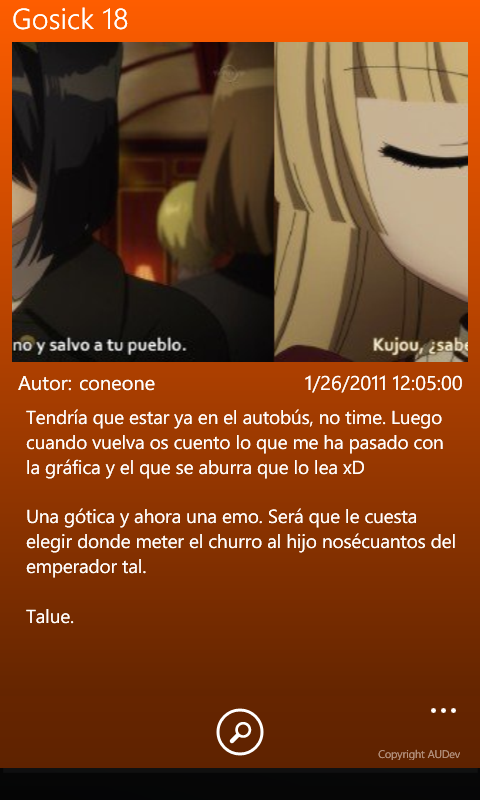 Gosick 18
no y salvo a tu pueblo.
Kujou, ¿sabe
Autor: coneone
1/26/2011 12:05:00
Tendría que estar ya en el autobús, no time. Luego
cuando vuelva os cuento lo que me ha pasado con
la gráfica y el que se aburra que lo lea xD
Una gótica y ahora una emo. Será que le cuesta
elegir donde meter el churro al hijo nosécuantos del
emperador tal.
Talue.
Copyright AUDev